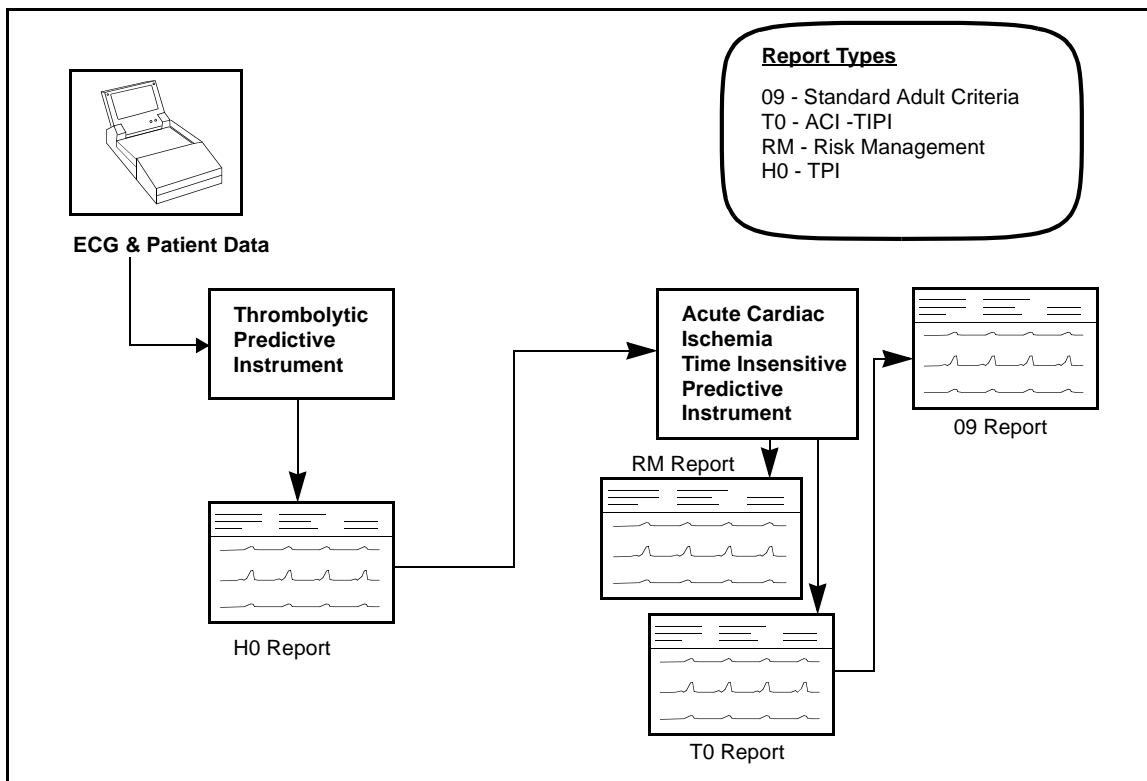 Report Types
09 - Standard Adult Criteria
T0 - ACI -TIPI
RM - Risk Management
H0 - TPI
ECG & Patient Data
Thrombolytic
Predictive
Instrument
Acute Cardiac
Ischemia
Time Insensitive
Predictive
Instrument
09 Report
RM Report
H0 Report
T0 Report